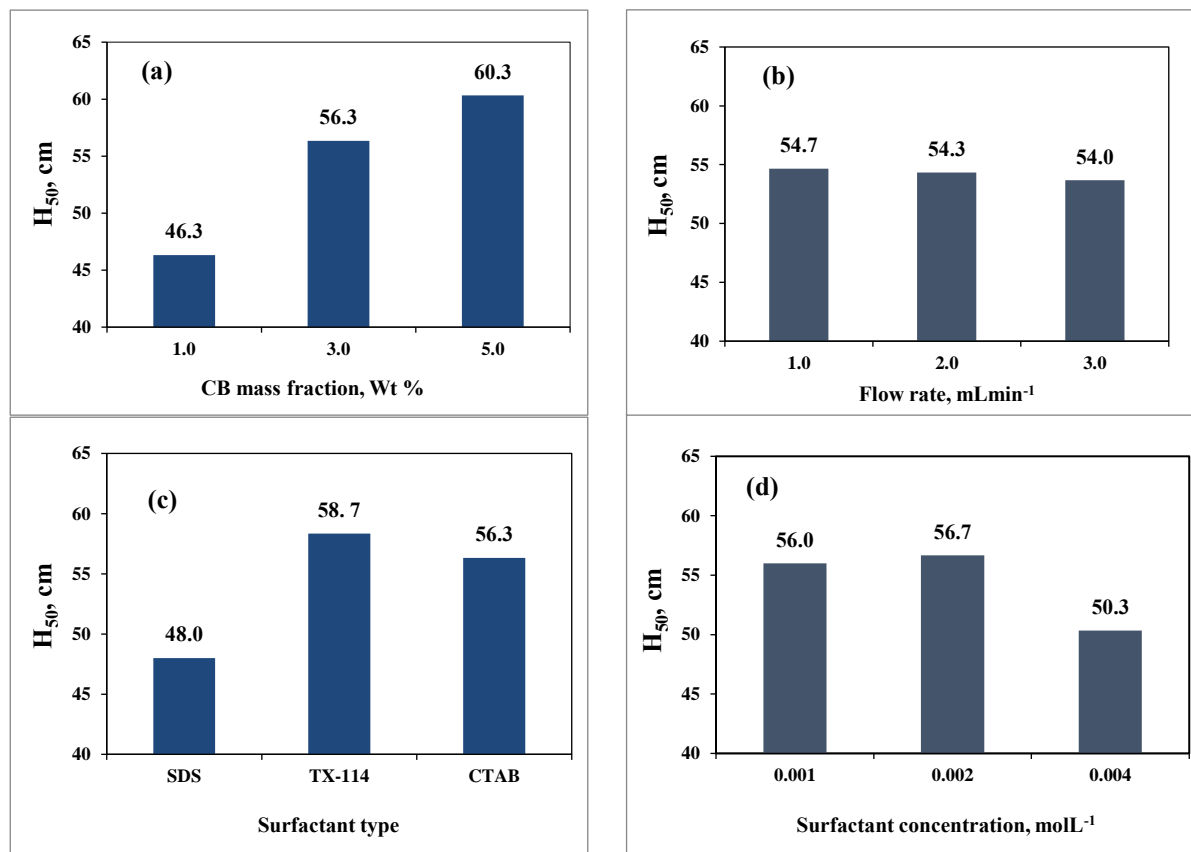 (a)
H50, cm
65
60
55
50
45
40
46.3
56.3
60.3
1.0 3.0 5.0
CB mass fraction, Wt %
(b)
H50, cm
65
60
55
50
45
40
54.7
54.3
54.0
1.0 2.0 3.0
Flow rate, mLmin-1
(c)
H50, cm
65
60
55
50
45
40
48.0
58. 7
56.3
SDS TX-114 CTAB
Surfactant type
(d)
H50, cm
65
60
55
50
45
40
56.0
56.7
50.3
0.001 0.002 0.004
Surfactant concentration, molL-1